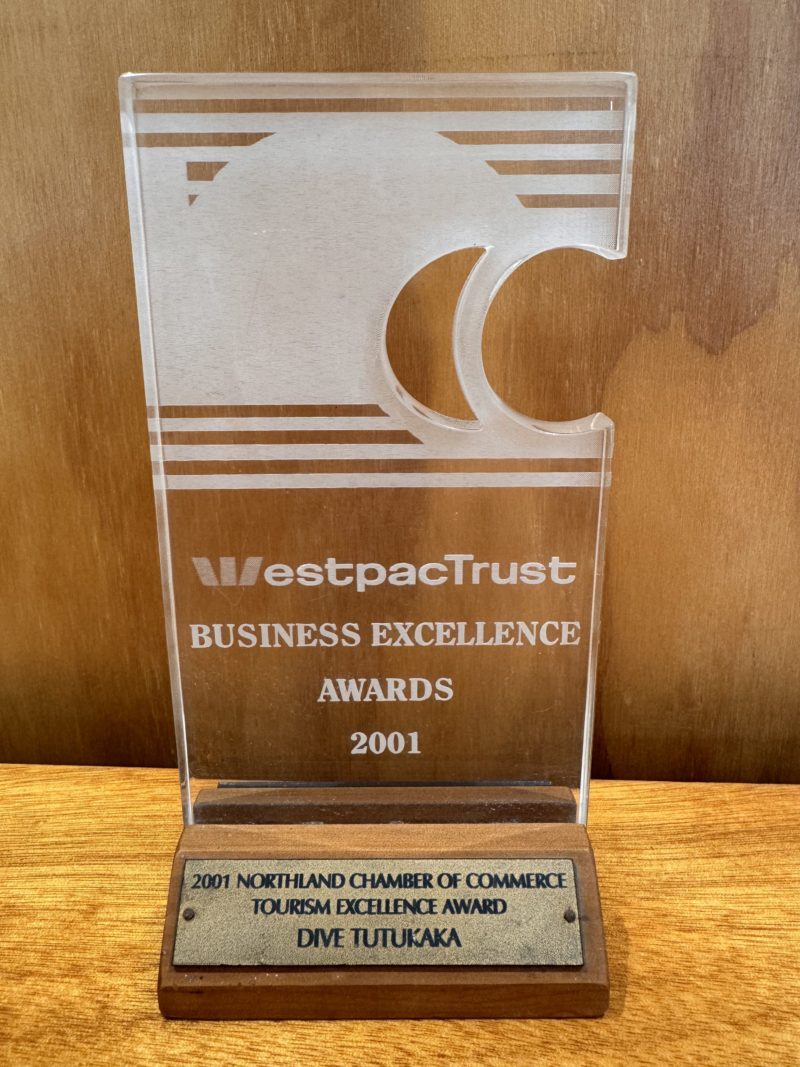 WestpacTrust
BUSINESS EXCELLENCE
AWARDS
2001
2001 NORTHLAND CHAMBER OF COMMERCE
TOURISM EXCELLENCE AWARD
DIVE TUTUKAKA